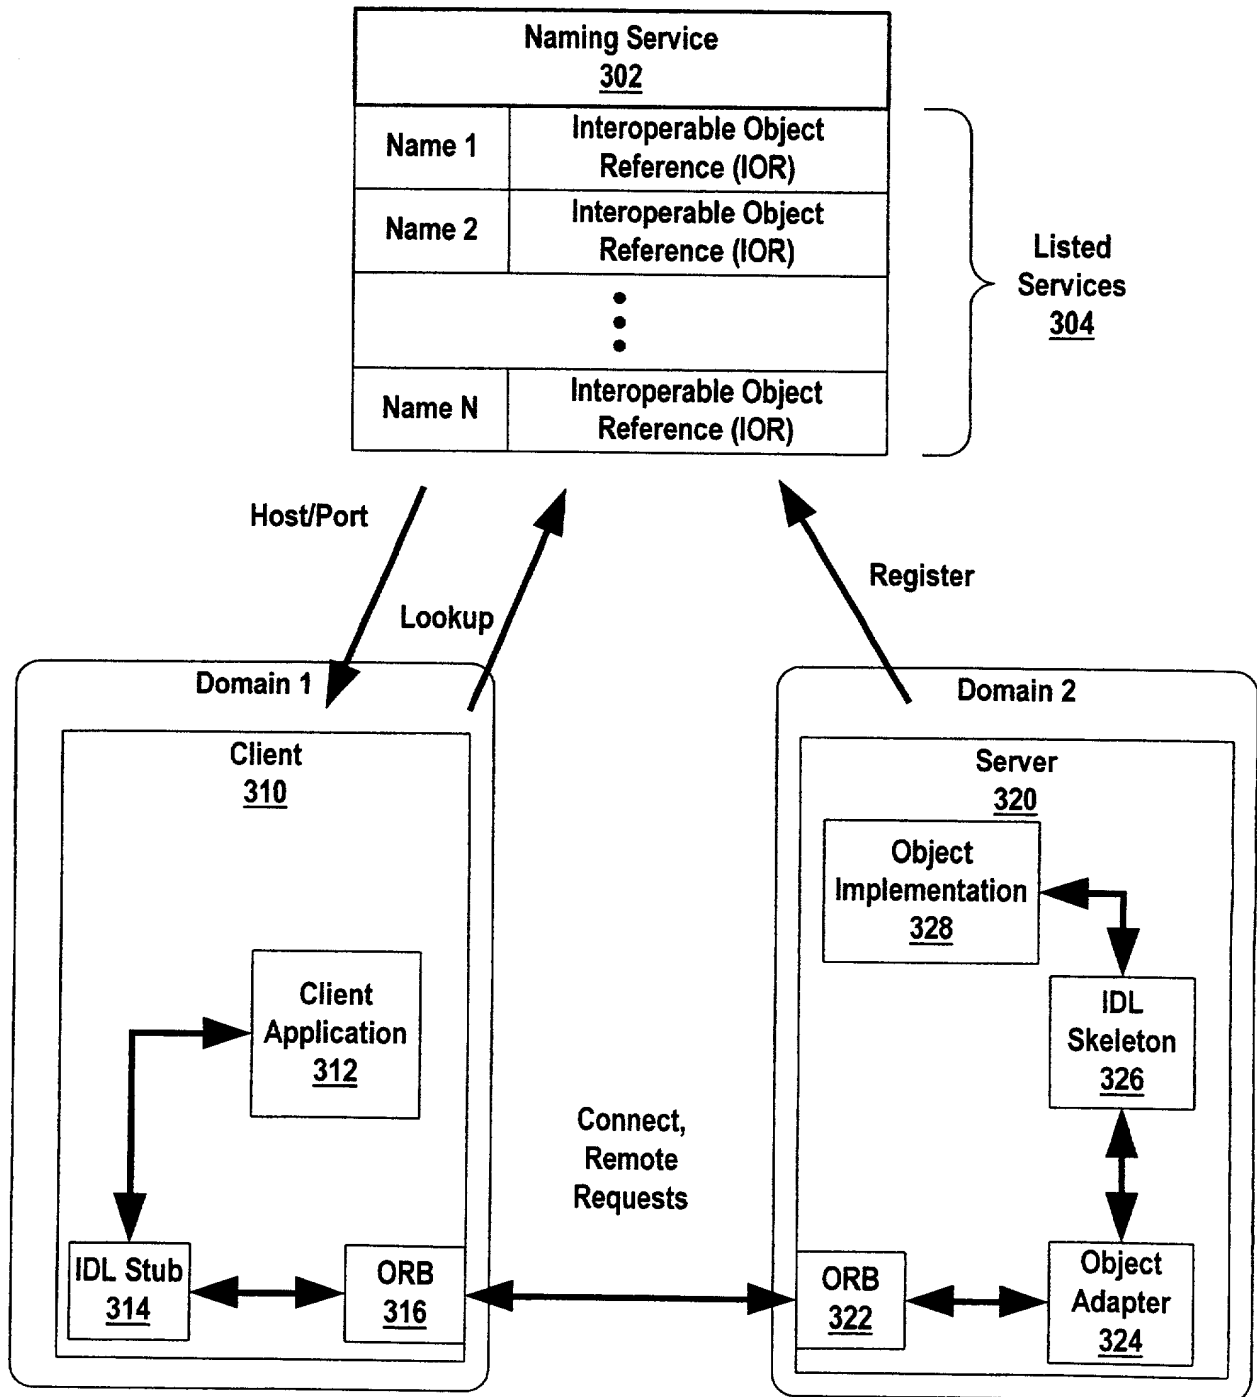 Naming Service
302
Name 1
Interoperable Object
Reference (IOR)
Name 2
Interoperable Object
Reference (IOR)
Name N
Interoperable Object
Reference (IOR)
Listed
Services
304
Host/Port
Lookup
Register
Domain 1
Client
310
Client
Application
312
IDL Stub
314
ORB
316
Connect,
Remote
Requests
Domain 2
Server
320
Object
Implementation
328
IDL
Skeleton
326
ORB
322
Object
Adapter
324